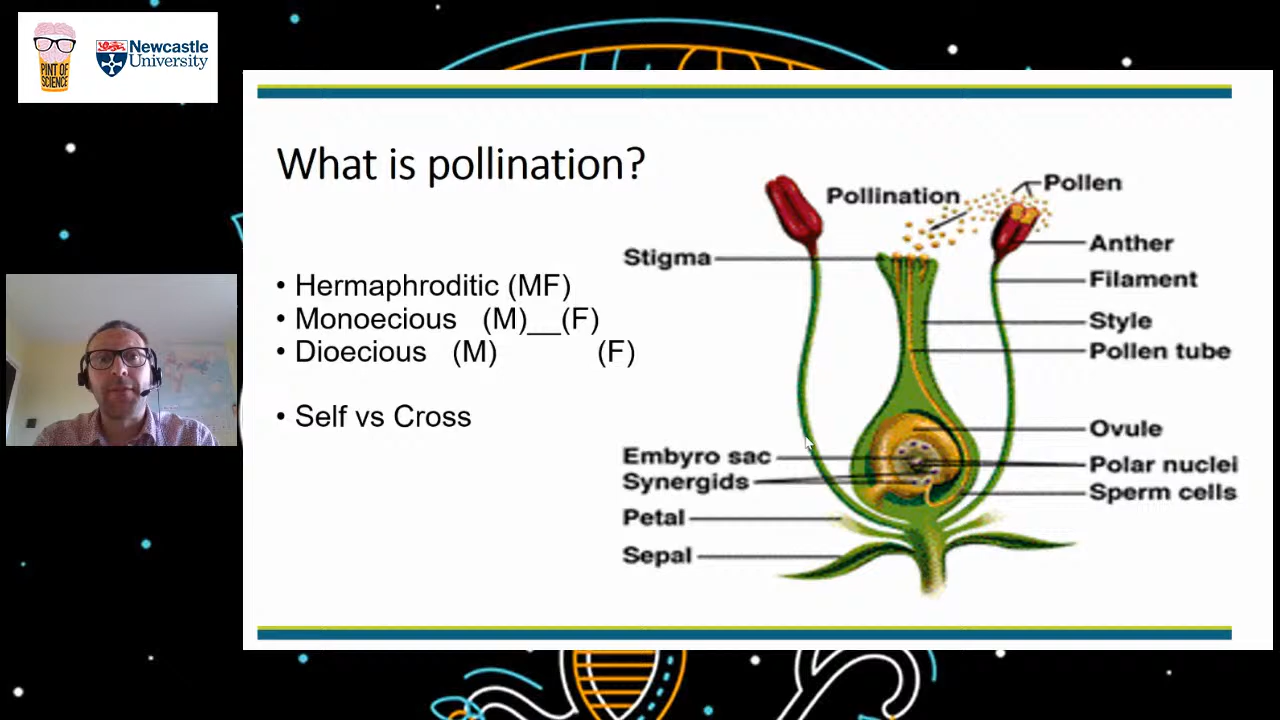 PINT OF
SCIENCE
Newcastle
University
What is pollination?
• Hermaphroditic (MF)
• Monoecious (M)__(F)
• Dioecious (M) (F)
• Self vs Cross
Pollination
Pollen
Stigma
Anther
Filament
Style
Pollen tube
Ovule
Embyro sac
Polar nuclei
Synergids
Sperm cells
Petal
Sepal